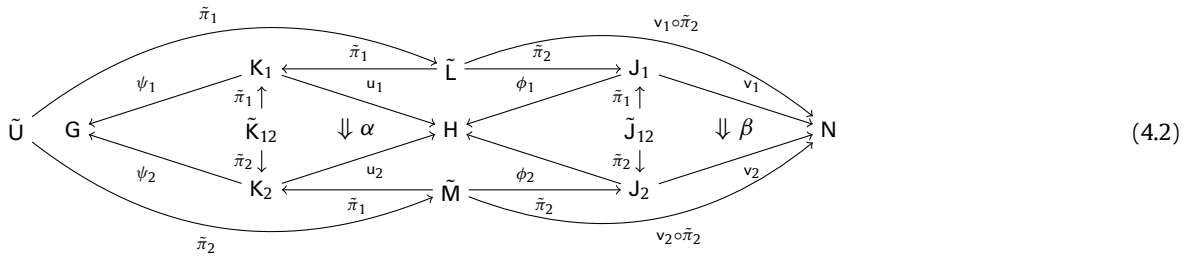 π̃₁ v₁∘π̃₂
K₁ π̃₁ L̃ π̃₂ J₁
ψ₁ π̃₁ u₁ ϕ₁ π̃₁ v₁
Ũ G K̃₁₂ ⇓ α H J̃₁₂ ⇓ β N (4.2)
ψ₂ π̃₂ u₂ ϕ₂ π̃₂ v₂
K₂ π̃₁ M̃ π̃₂ J₂
π̃₂ v₂∘π̃₂